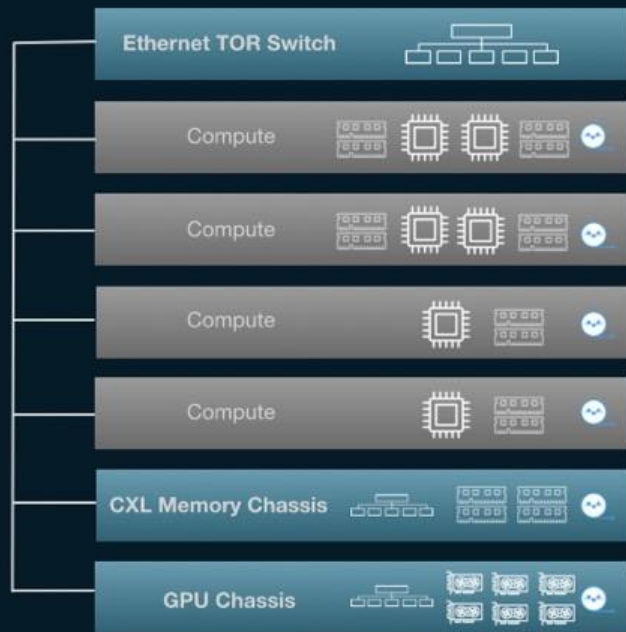 Ethernet TOR Switch
Compute
Compute
Compute
Compute
CXL Memory Chassis
GPU Chassis